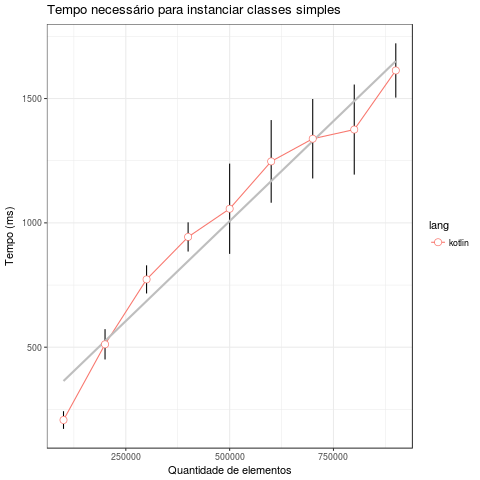 Tempo necessário para instanciar classes simples
1500
1000
500
Tempo (ms)
250000
500000
750000
Quantidade de elementos
lang
kotlin